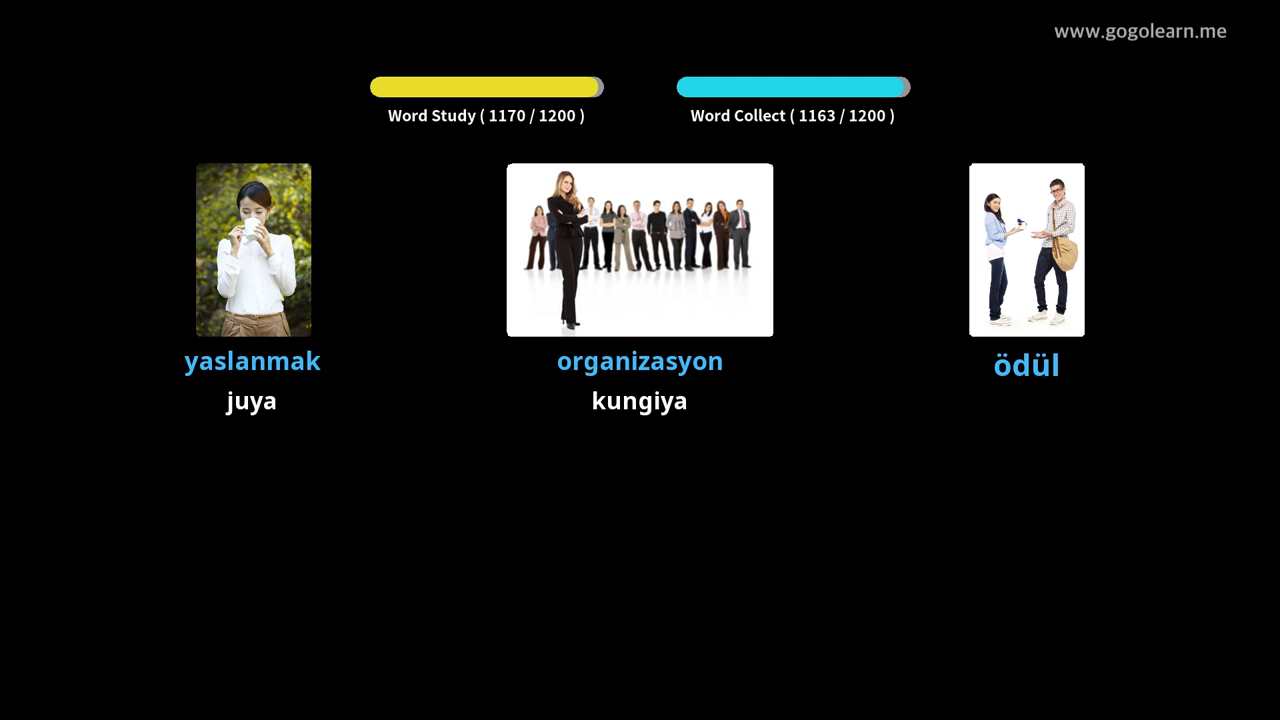 www.gogolearn.me
Word Study ( 1170 / 1200 )
Word Collect ( 1163 / 1200 )
yaslanmak
juya
organizasyon
kungiya
ödül